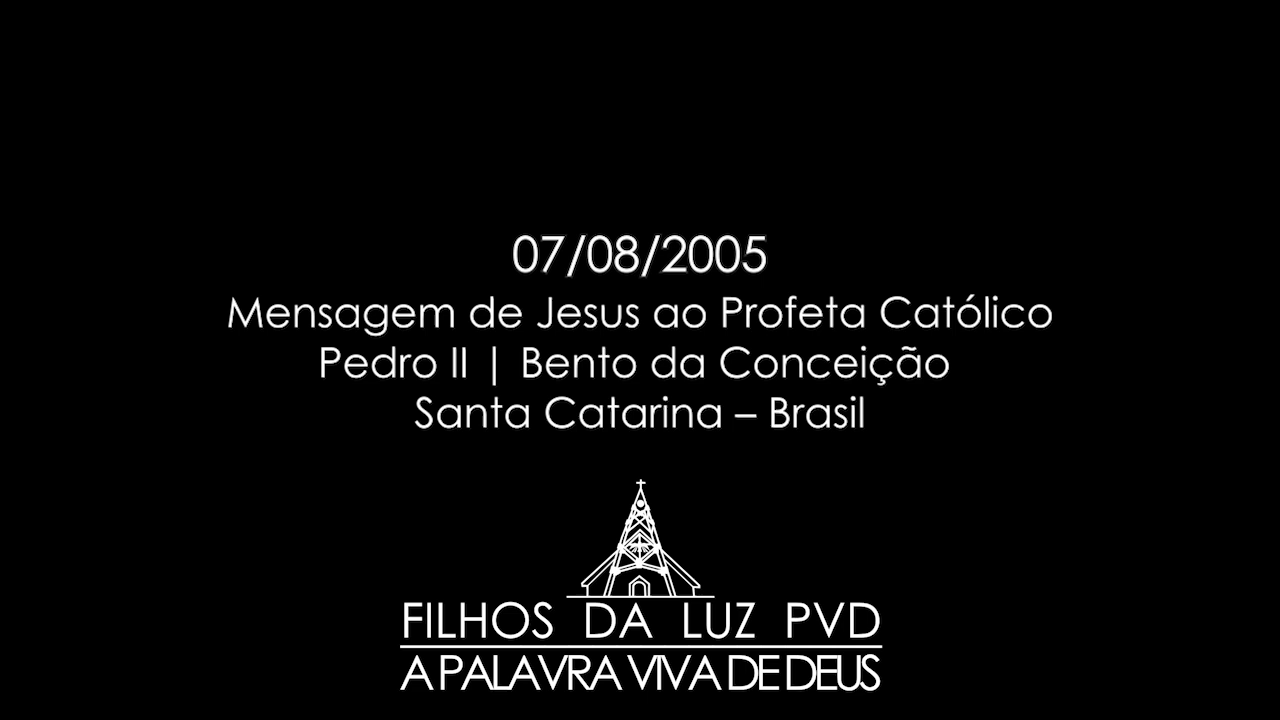 07/08/2005
Mensagem de Jesus ao Profeta Católico
Pedro II | Bento da Conceição
Santa Catarina – Brasil
FILHOS DA LUZ PVD
A PALAVRA VIVA DE DEUS